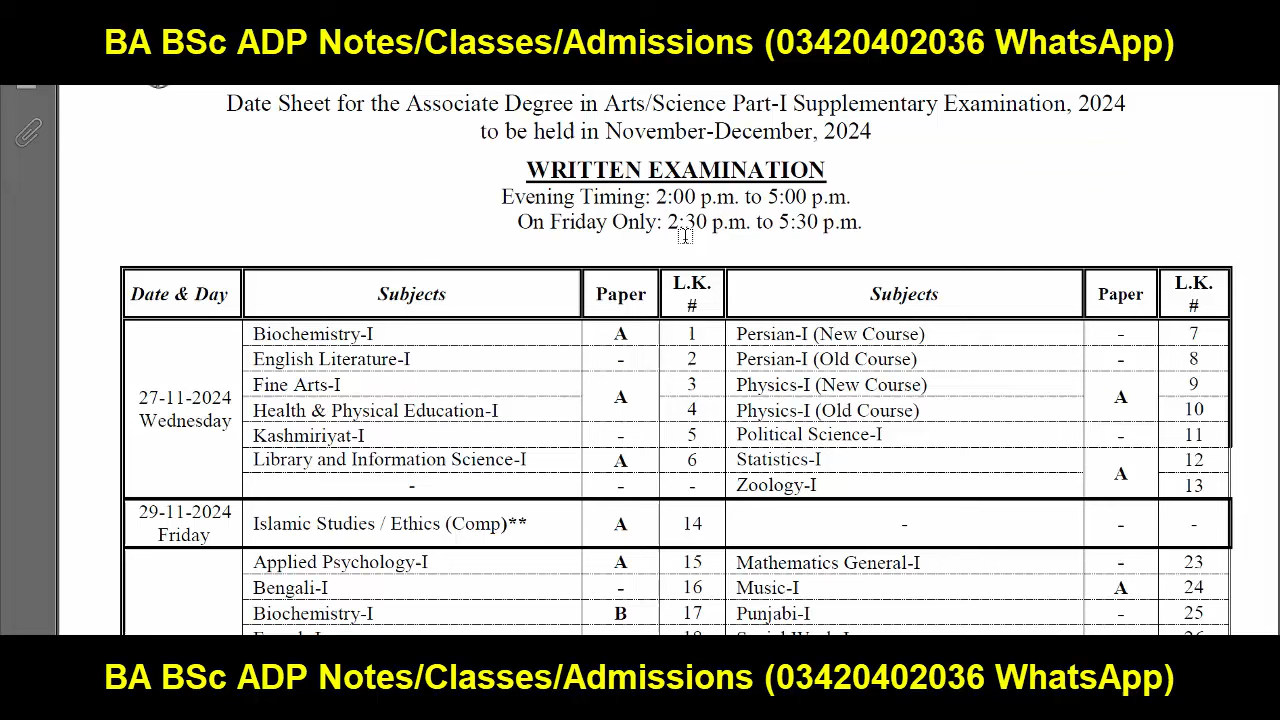 BA BSc ADP Notes/Classes/Admissions (03420402036 WhatsApp)
Date Sheet for the Associate Degree in Arts/Science Part-I Supplementary Examination, 2024
to be held in November-December, 2024
WRITTEN EXAMINATION
Evening Timing: 2:00 p.m. to 5:00 p.m.
On Friday Only: 2:30 p.m. to 5:30 p.m.
Date & Day Subjects Paper L.K. # Subjects Paper L.K. #
27-11-2024 Wednesday
Biochemistry-I A 1 Persian-I (New Course) - 7
English Literature-I - 2 Persian-I (Old Course) - 8
Fine Arts-I A 3 Physics-I (New Course) A 9
Health & Physical Education-I 4 Physics-I (Old Course) 10
Kashmiriyat-I - 5 Political Science-I - 11
Library and Information Science-I A 6 Statistics-I A 12
- - - Zoology-I 13
29-11-2024 Friday
Islamic Studies / Ethics (Comp)** A 14 - - -
Applied Psychology-I A 15 Mathematics General-I - 23
Bengali-I - 16 Music-I A 24
Biochemistry-I B 17 Punjabi-I - 25
BA BSc ADP Notes/Classes/Admissions (03420402036 WhatsApp)